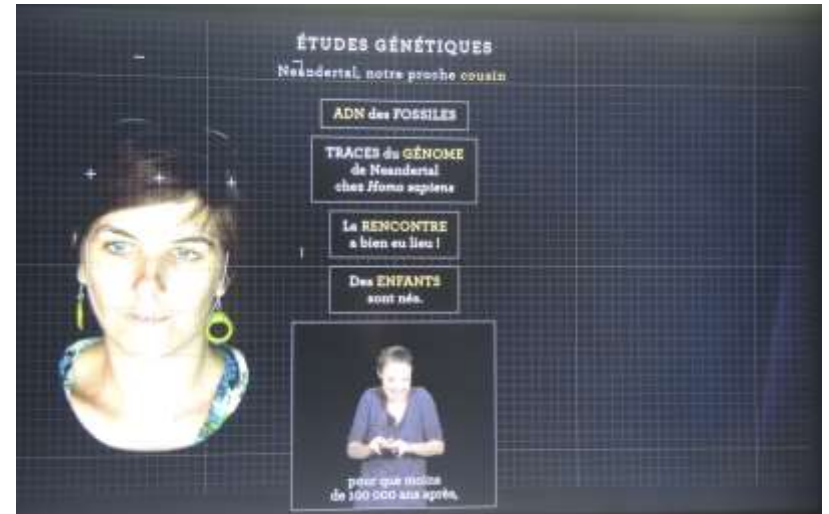 ÉTUDES GÉNÉTIQUES
Neandertal, notre proche cousin
ADN des FOSSILES
TRACES du GÉNOME
de Neandertal
chez Homo sapiens
La RENCONTRE
a bien eu lieu !
Des ENFANTS
sont nés.
pour que moins
de 100 000 ans après,